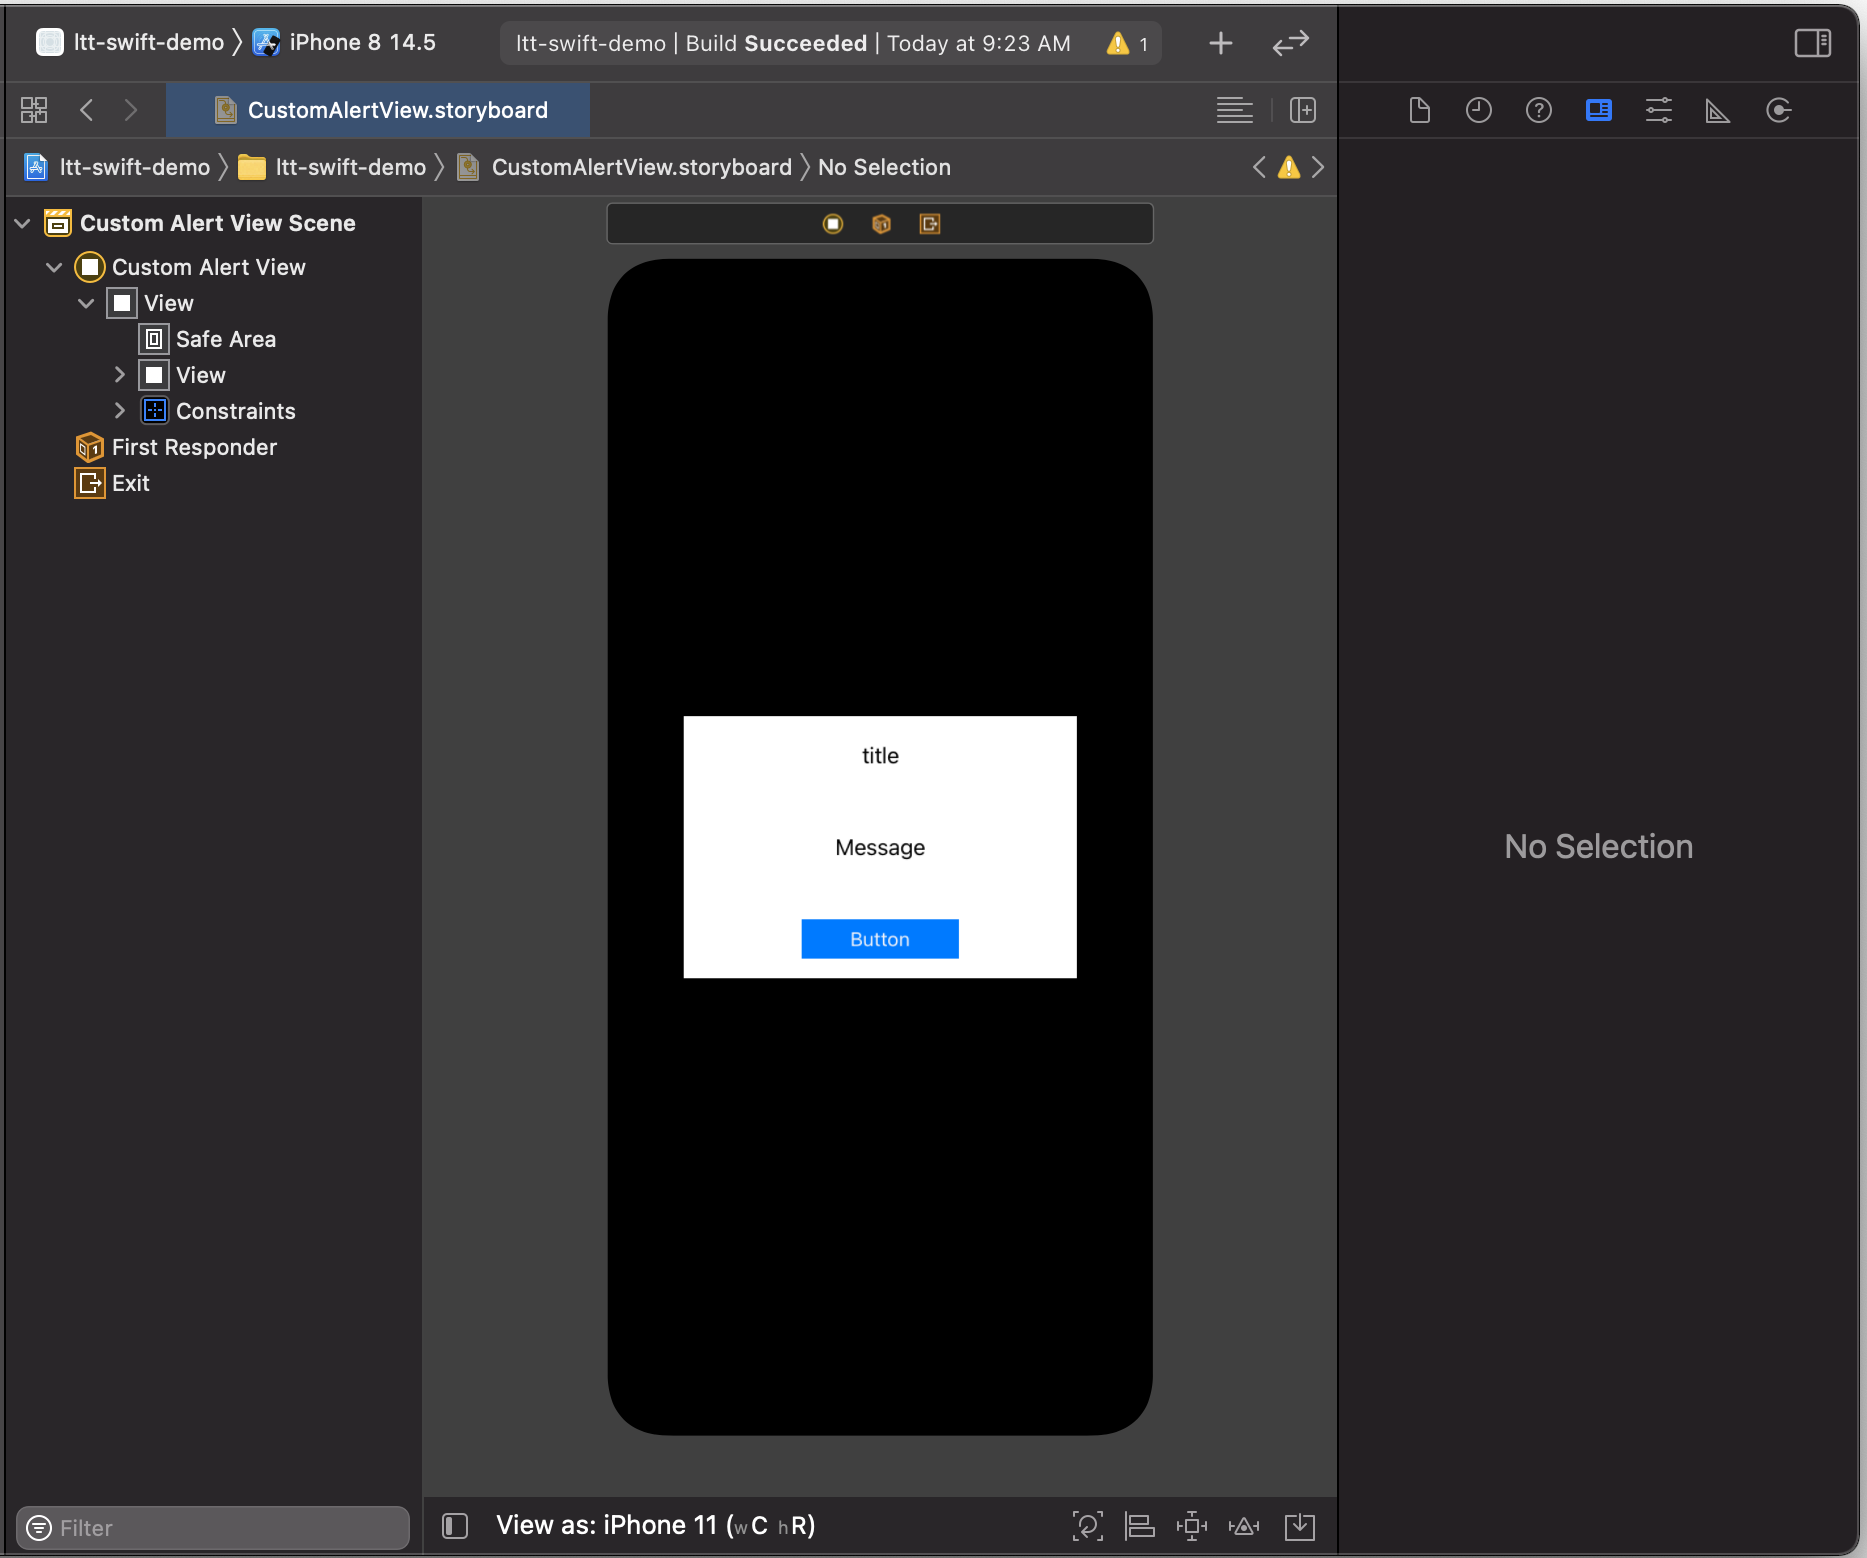 ltt-swift-demo 〉 iPhone 8 14.5
ltt-swift-demo | Build Succeeded | Today at 9:23 AM 1
CustomAlertView.storyboard
ltt-swift-demo 〉 ltt-swift-demo 〉 CustomAlertView.storyboard 〉 No Selection
Custom Alert View Scene
Custom Alert View
View
Safe Area
View
Constraints
First Responder
Exit
title
Message
Button
No Selection
Filter
View as: iPhone 11 (wC hR)